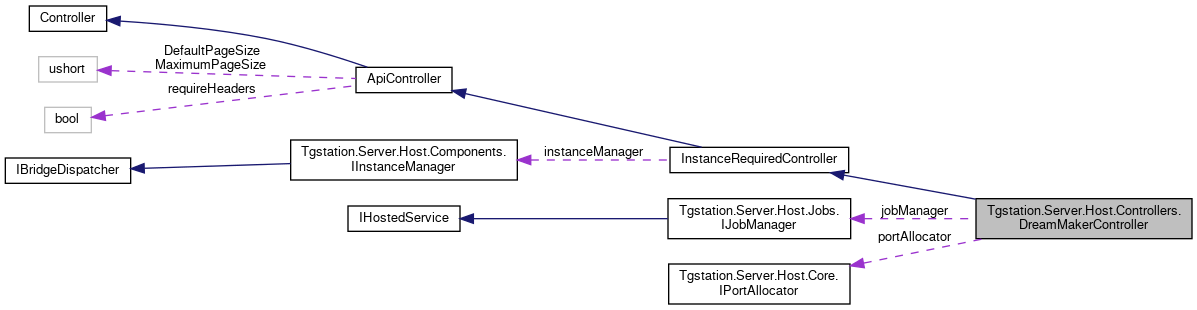 Controller
DefaultPageSize
MaximumPageSize
ushort
ApiController
requireHeaders
bool
Tgstation.Server.Host.Components.
IInstanceManager
instanceManager
InstanceRequiredController
IBridgeDispatcher
Tgstation.Server.Host.Jobs.
IJobManager
jobManager
Tgstation.Server.Host.Controllers.
DreamMakerController
IHostedService
portAllocator
Tgstation.Server.Host.Core.
IPortAllocator